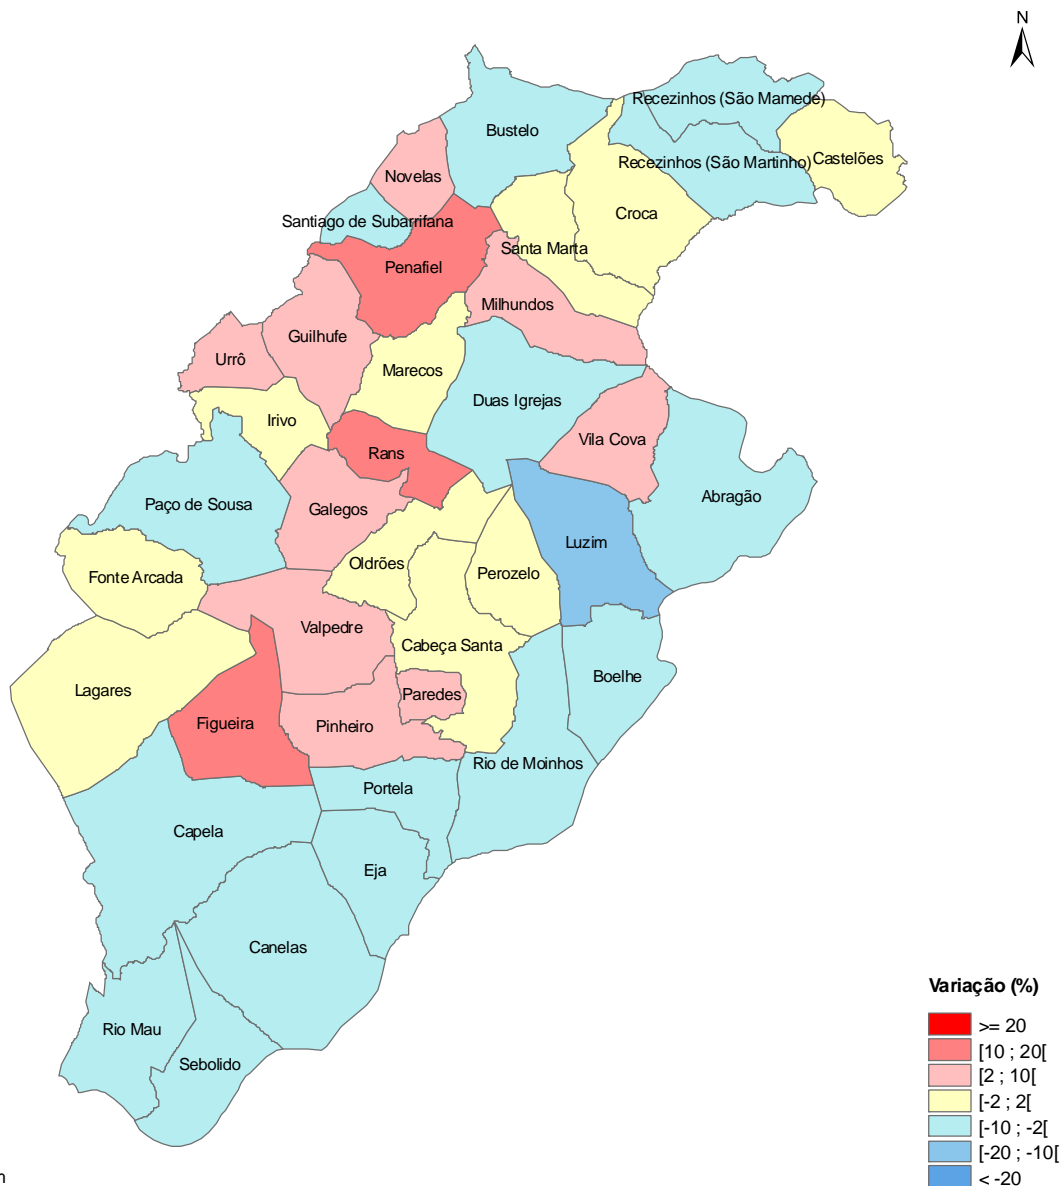 N
Recezinhos (São Mamede)
Bustelo
Recezinhos (São Martinho)
Castelões
Novelas
Croca
Santiago de Subarrifana
Santa Marta
Penafiel
Milhundos
Guilhufe
Urrô
Marecos
Duas Igrejas
Irivo
Vila Cova
Rans
Abragão
Paço de Sousa
Galegos
Luzim
Oldrões
Perozelo
Fonte Arcada
Valpedre
Cabeça Santa
Boelhe
Lagares
Paredes
Figueira
Pinheiro
Rio de Moinhos
Portela
Capela
Eja
Canelas
Rio Mau
Sebolido
Variação (%)
>= 20
[10 ; 20[
[2 ; 10[
[-2 ; 2[
[-10 ; -2[
[-20 ; -10[
< -20